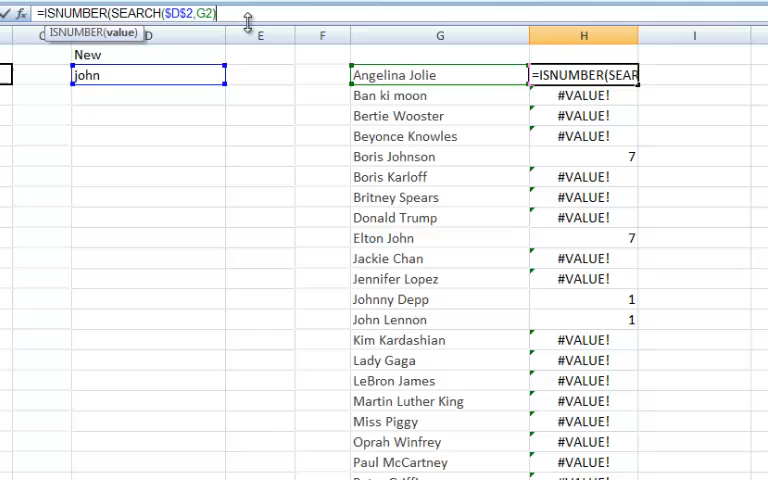 =ISNUMBER(SEARCH($D$2,G2)
ISNUMBER(value)
C D E F G H I
New
john Angelina Jolie =ISNUMBER(SEAR
Ban ki moon #VALUE!
Bertie Wooster #VALUE!
Beyonce Knowles #VALUE!
Boris Johnson 7
Boris Karloff #VALUE!
Britney Spears #VALUE!
Donald Trump #VALUE!
Elton John 7
Jackie Chan #VALUE!
Jennifer Lopez #VALUE!
Johnny Depp 1
John Lennon 1
Kim Kardashian #VALUE!
Lady Gaga #VALUE!
LeBron James #VALUE!
Martin Luther King #VALUE!
Miss Piggy #VALUE!
Oprah Winfrey #VALUE!
Paul McCartney #VALUE!